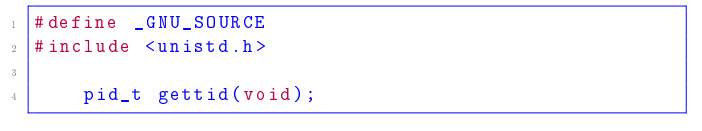 1 #define _GNU_SOURCE
2 #include <unistd.h>
3
4 pid_t gettid(void);